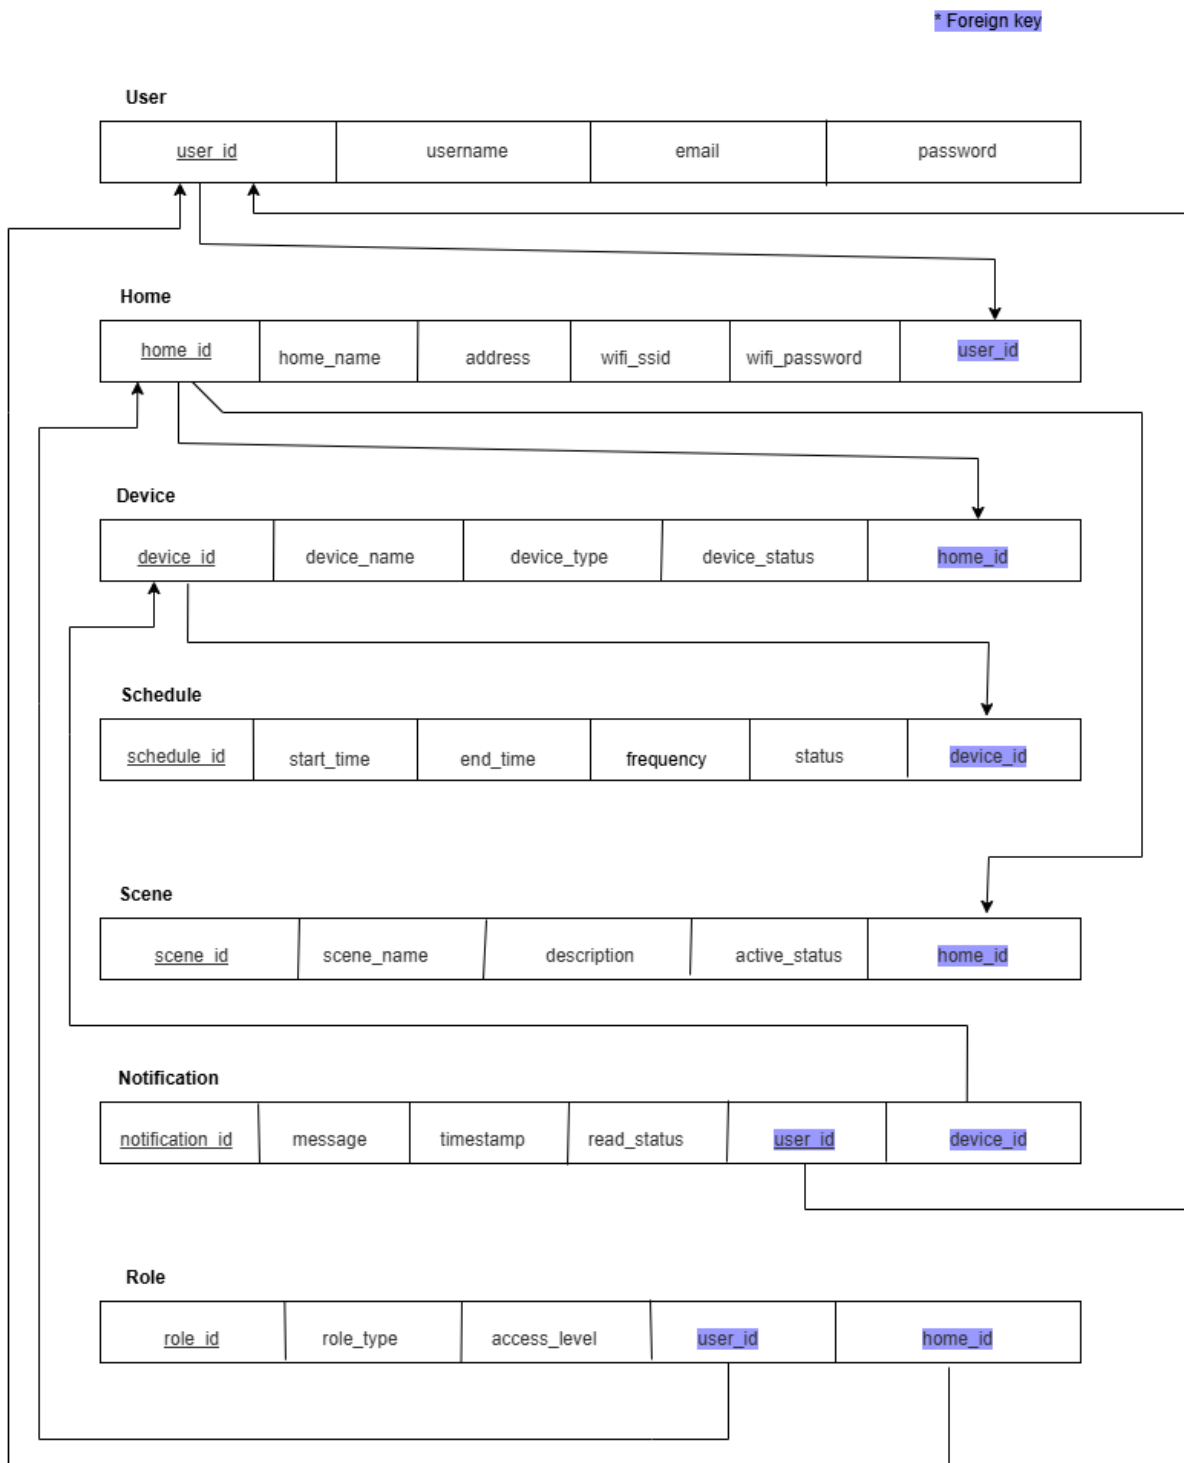 * Foreign key
User
user_id username email password
Home
home_id home_name address wifi_ssid wifi_password user_id
Device
device_id device_name device_type device_status home_id
Schedule
schedule_id start_time end_time frequency status device_id
Scene
scene_id scene_name description active_status home_id
Notification
notification_id message timestamp read_status user_id device_id
Role
role_id role_type access_level user_id home_id